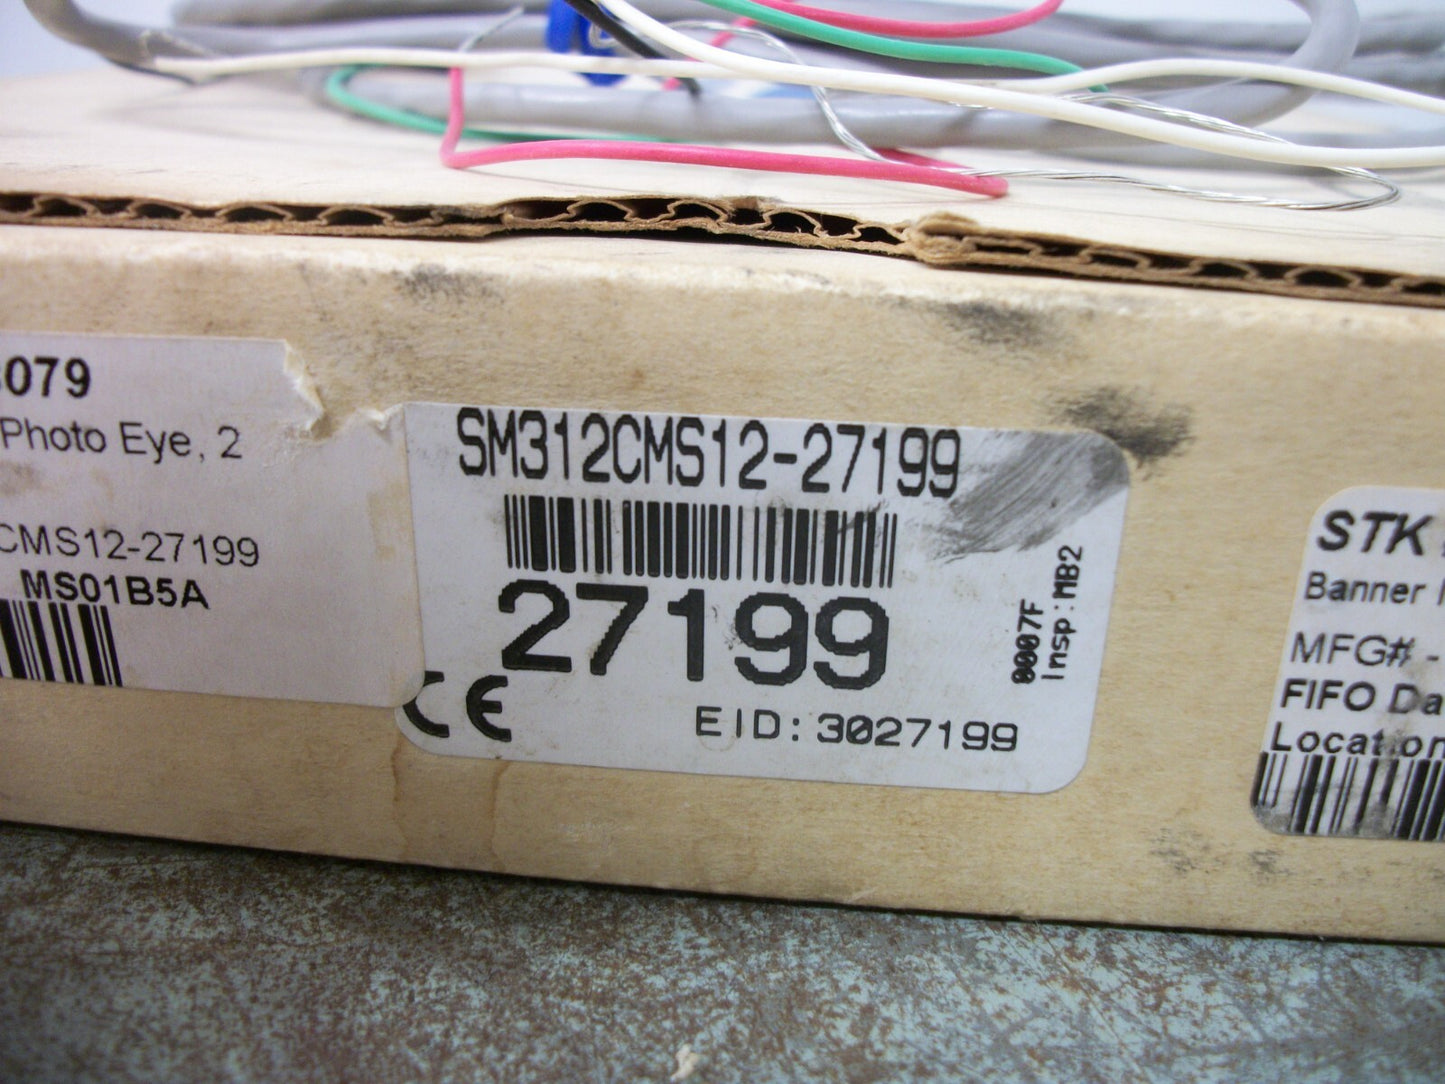 079
Photo Eye, 2
CMS12-27199
MS01B5A
SM312CMS12-27199
27199
CE
EID:3027199
0007F
Insp:MB2
STK
Banner
MFG# -
FIFO Da
Location